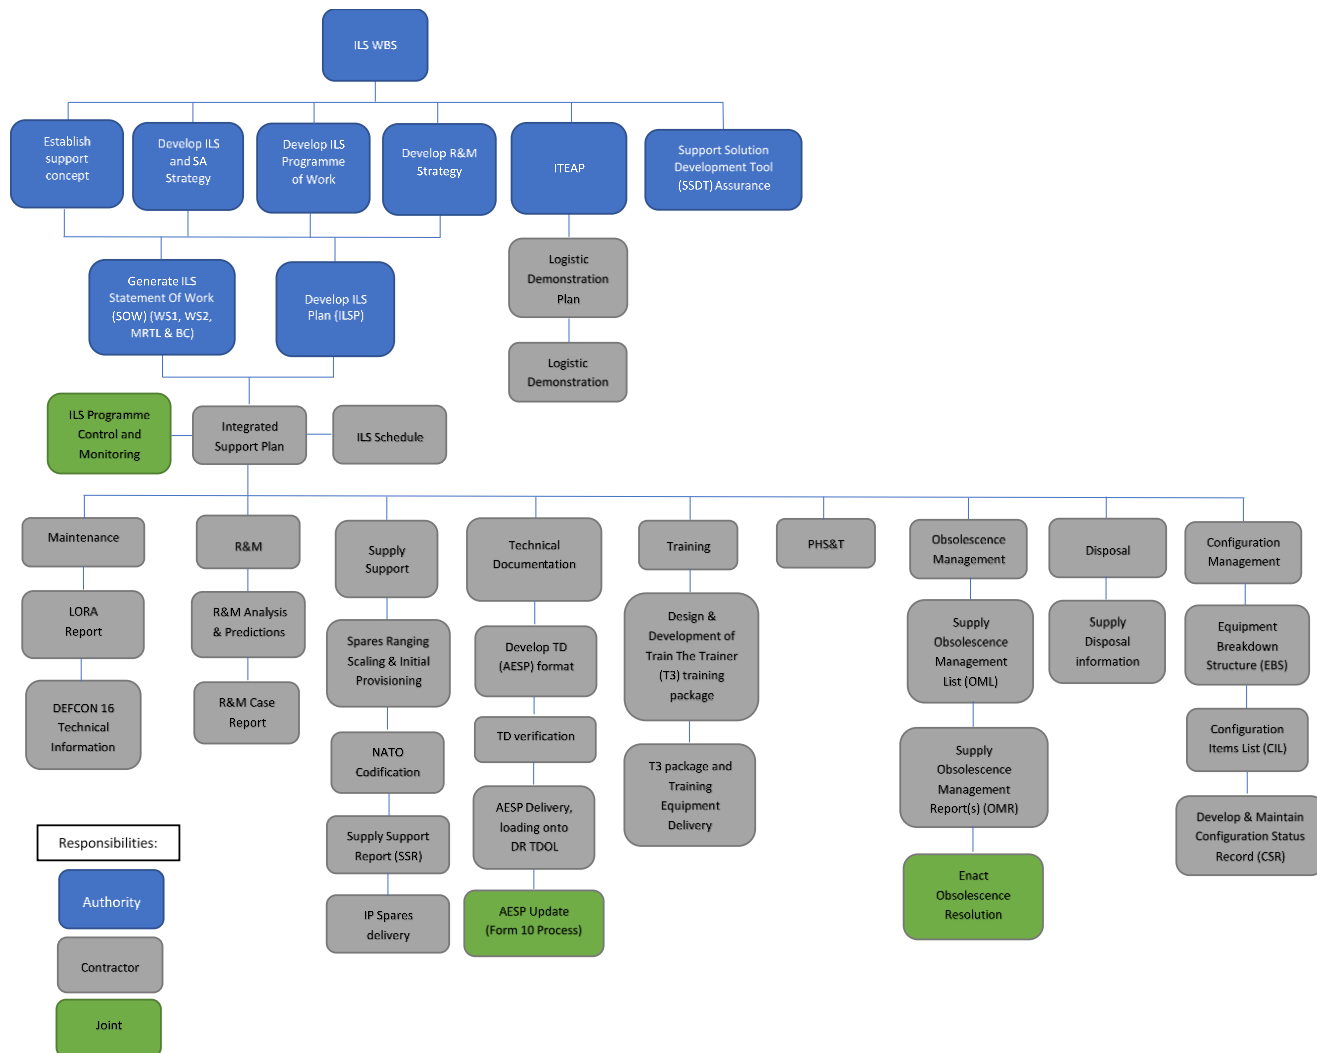 ILS WBS
Establish
support
concept
Develop ILS
and SA
Strategy
Develop ILS
Programme
of Work
Develop R&M
Strategy
ITEAP
Support Solution
Development Tool
(SSDT) Assurance
Generate ILS
Statement Of Work
(SOW) (WS1, WS2,
MRTL & BC)
Develop ILS
Plan (ILSP)
Logistic
Demonstration
Plan
Logistic
Demonstration
ILS Programme
Control and
Monitoring
Integrated
Support Plan
ILS Schedule
Maintenance
LORA
Report
DEFCON 16
Technical
Information
R&M
R&M Analysis
& Predictions
R&M Case
Report
Supply
Support
Spares Ranging
Scaling & Initial
Provisioning
NATO
Codification
Supply Support
Report (SSR)
IP Spares
delivery
Technical
Documentation
Develop TD
(AESP) format
TD verification
AESP Delivery,
loading onto
DR TDOL
AESP Update
(Form 10 Process)
Training
Design &
Development of
Train The Trainer
(T3) training
package
T3 package and
Training
Equipment
Delivery
PHS&T
Obsolescence
Management
Supply
Obsolescence
Management
List (OML)
Supply
Obsolescence
Management
Report(s) (OMR)
Enact
Obsolescence
Resolution
Disposal
Supply
Disposal
information
Configuration
Management
Equipment
Breakdown
Structure (EBS)
Configuration
Items List (CIL)
Develop & Maintain
Configuration Status
Record (CSR)
Responsibilities:
Authority
Contractor
Joint